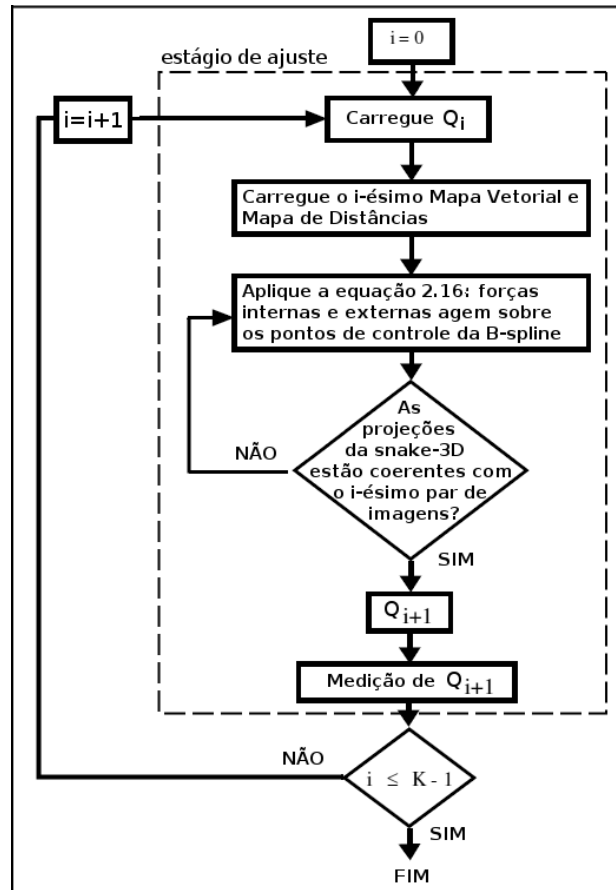 i = 0
estágio de ajuste
i=i+1
Carregue Qi
Carregue o i-ésimo Mapa Vetorial e
Mapa de Distâncias
Aplique a equação 2.16: forças
internas e externas agem sobre
os pontos de controle da B-spline
As
projeções
da snake-3D
estão coerentes com
o i-ésimo par de
imagens?
NÃO
SIM
Qi+1
Medição de Qi+1
NÃO
i ≤ K - 1
SIM
FIM